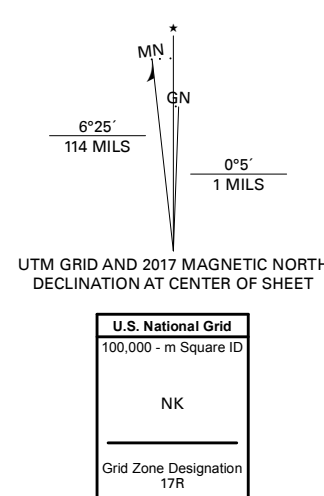 ★
MN
GN
6°25´
114 MILS
0°5´
1 MILS
UTM GRID AND 2017 MAGNETIC NORTH
DECLINATION AT CENTER OF SHEET
U.S. National Grid
100,000 - m Square ID
NK
Grid Zone Designation
17R